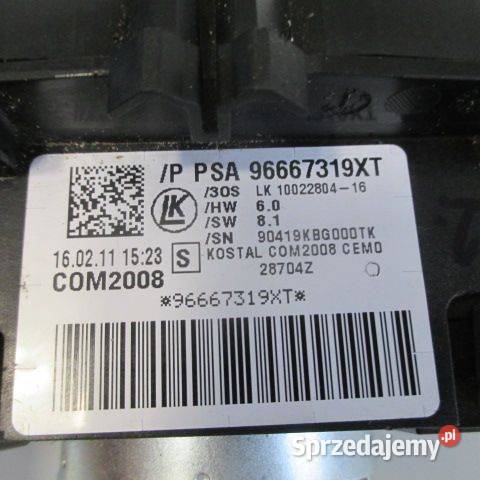 /P PSA 96667319XT
/3OS LK 10022804-16
/HW 6.0
/SW 8.1
/SN 90419KBG000TK
LK
16.02.11 15:23 S KOSTAL COM2008 CEMO
COM2008 28704Z
*96667319XT*
Sprzedajemy.pl